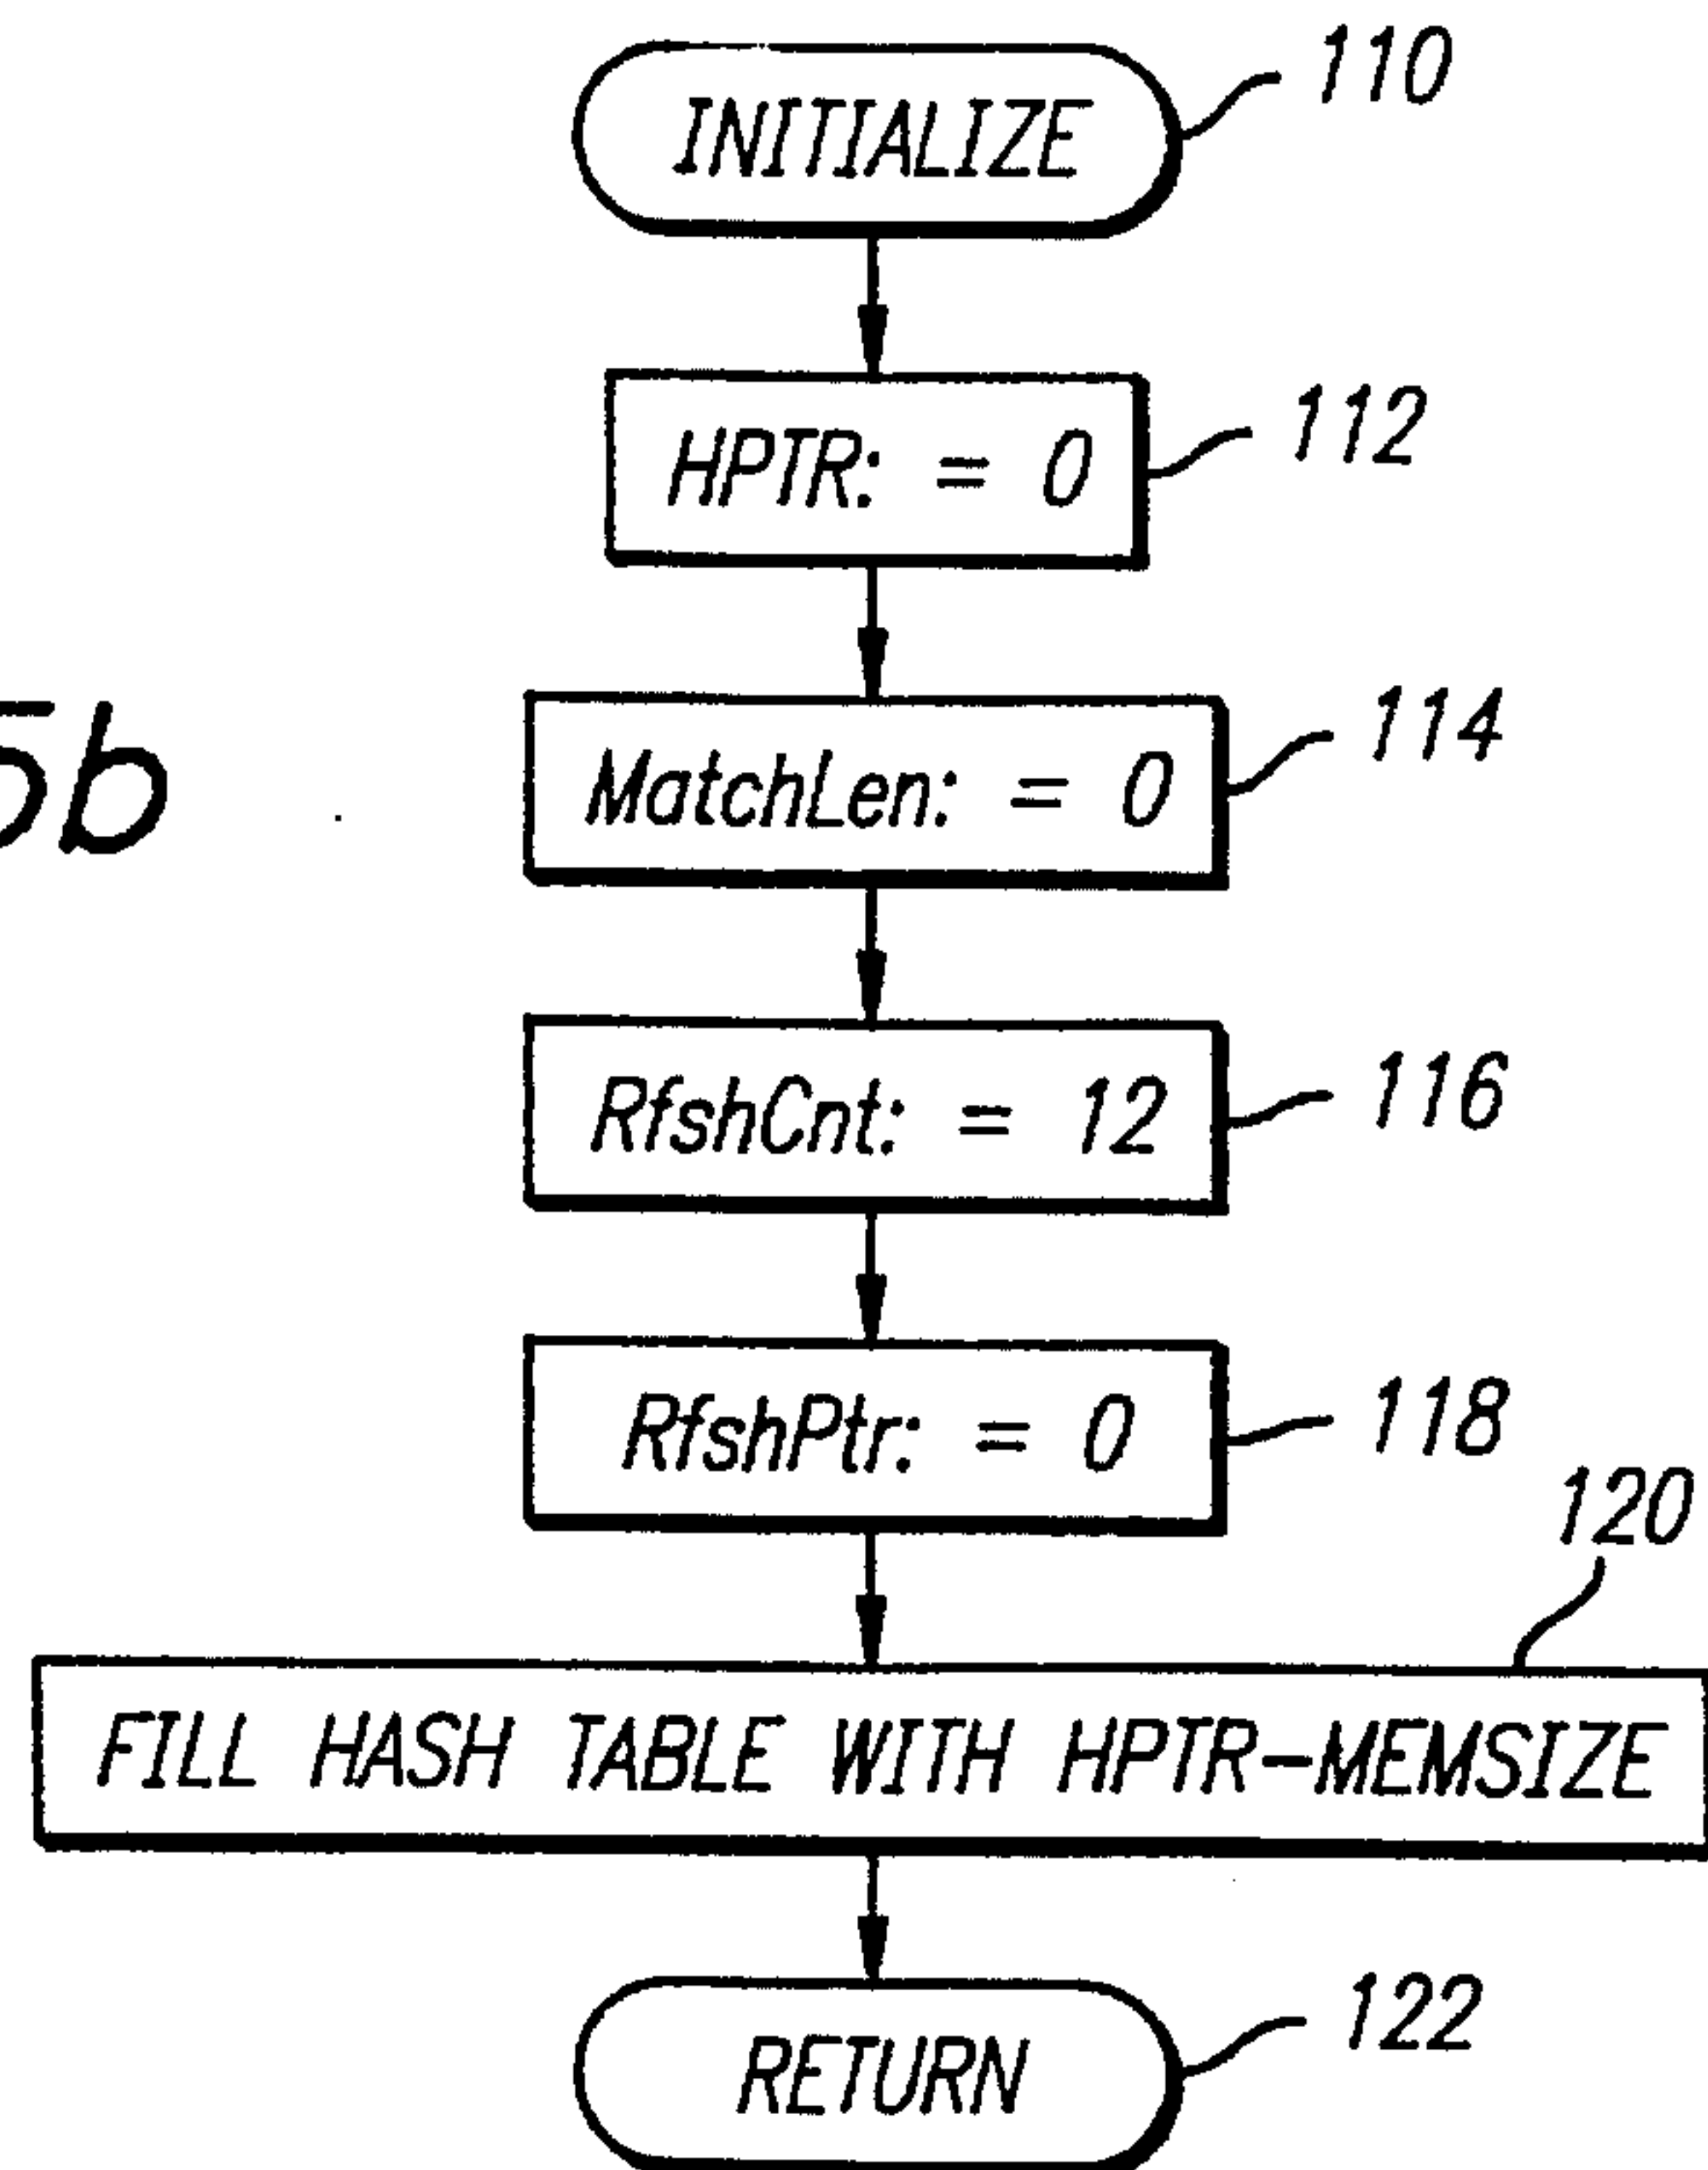 INITIALIZE
110
HPTR: = 0
112
MatchLen: = 0
114
5b
RfshCnt: = 12
116
RfshPtr: = 0
118
120
FILL HASH TABLE WITH HPTR-MEMSIZE
RETURN
122